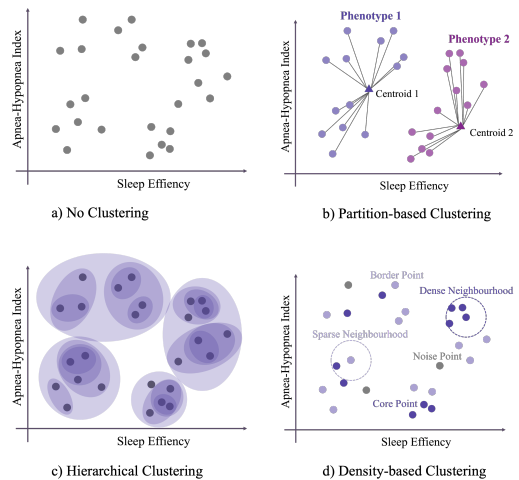 Apnea-Hypopnea Index
Sleep Effiency
a) No Clustering
Apnea-Hypopnea Index
Phenotype 1
Phenotype 2
Centroid 1
Centroid 2
Sleep Effiency
b) Partition-based Clustering
Apnea-Hypopnea Index
Sleep Effiency
c) Hierarchical Clustering
Apnea-Hypopnea Index
Border Point
Dense Neighbourhood
Sparse Neighbourhood
Noise Point
Core Point
Sleep Effiency
d) Density-based Clustering